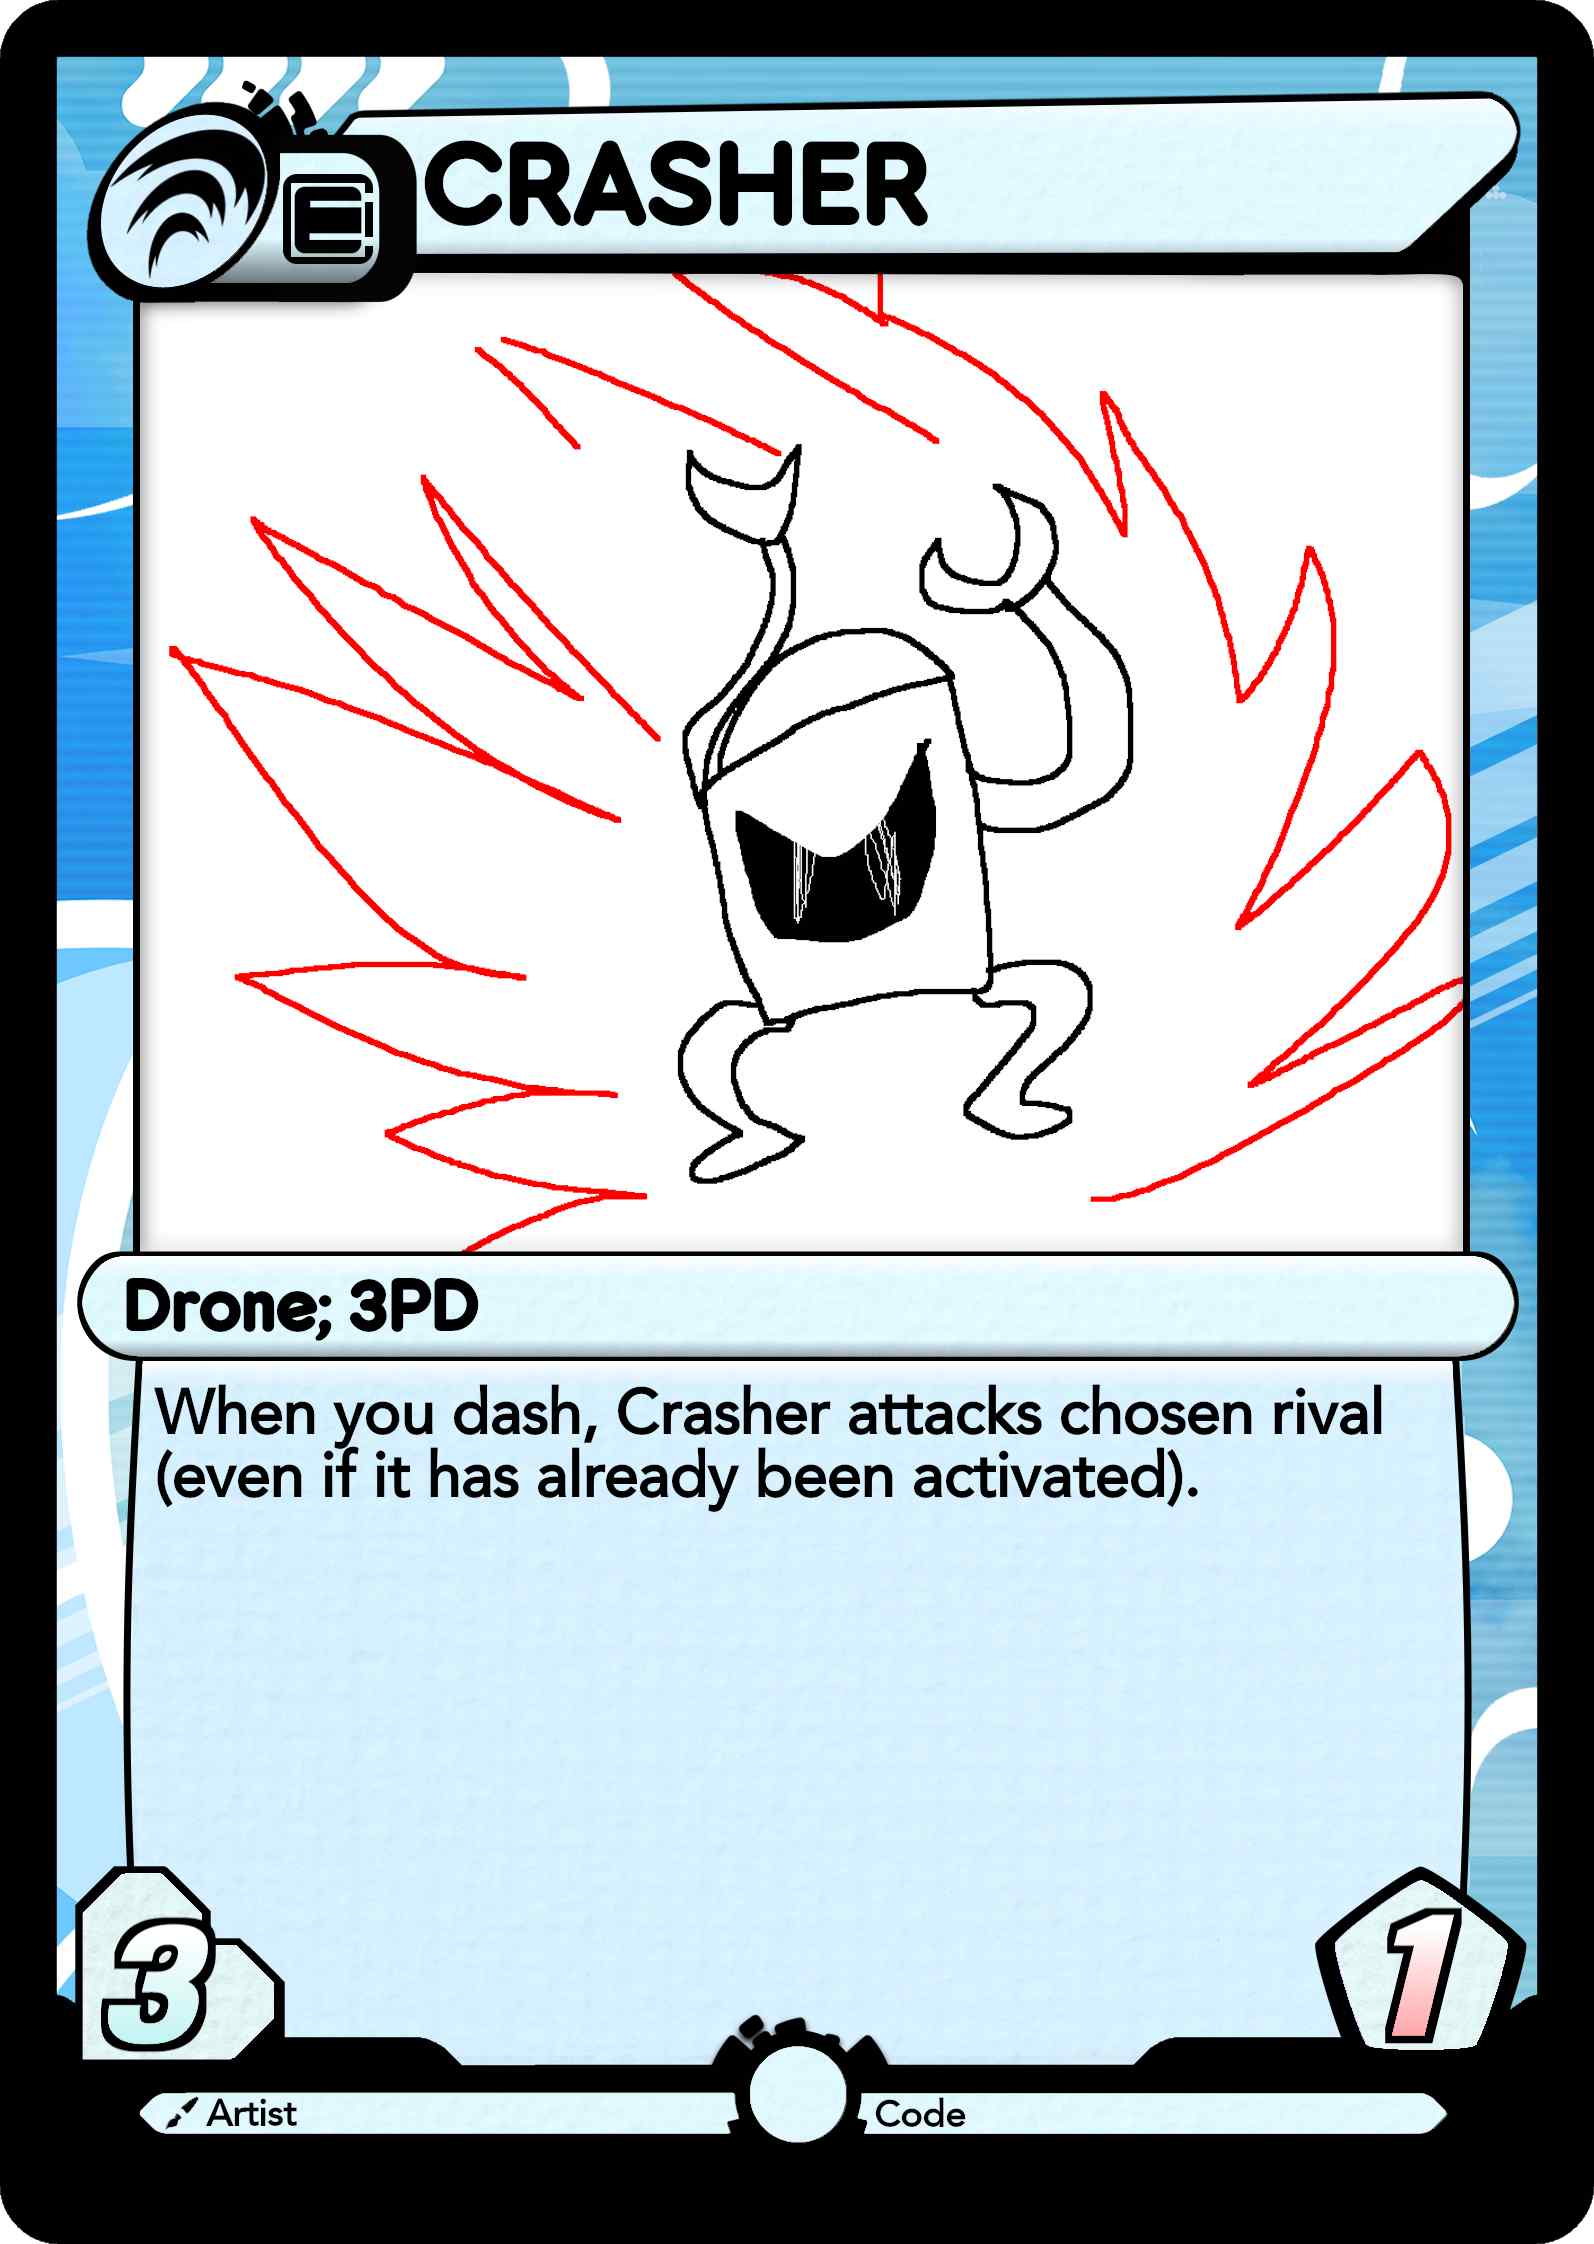 E
CRASHER
Drone; 3PD
When you dash, Crasher attacks chosen rival
(even if it has already been activated).
3
1
Artist
Code